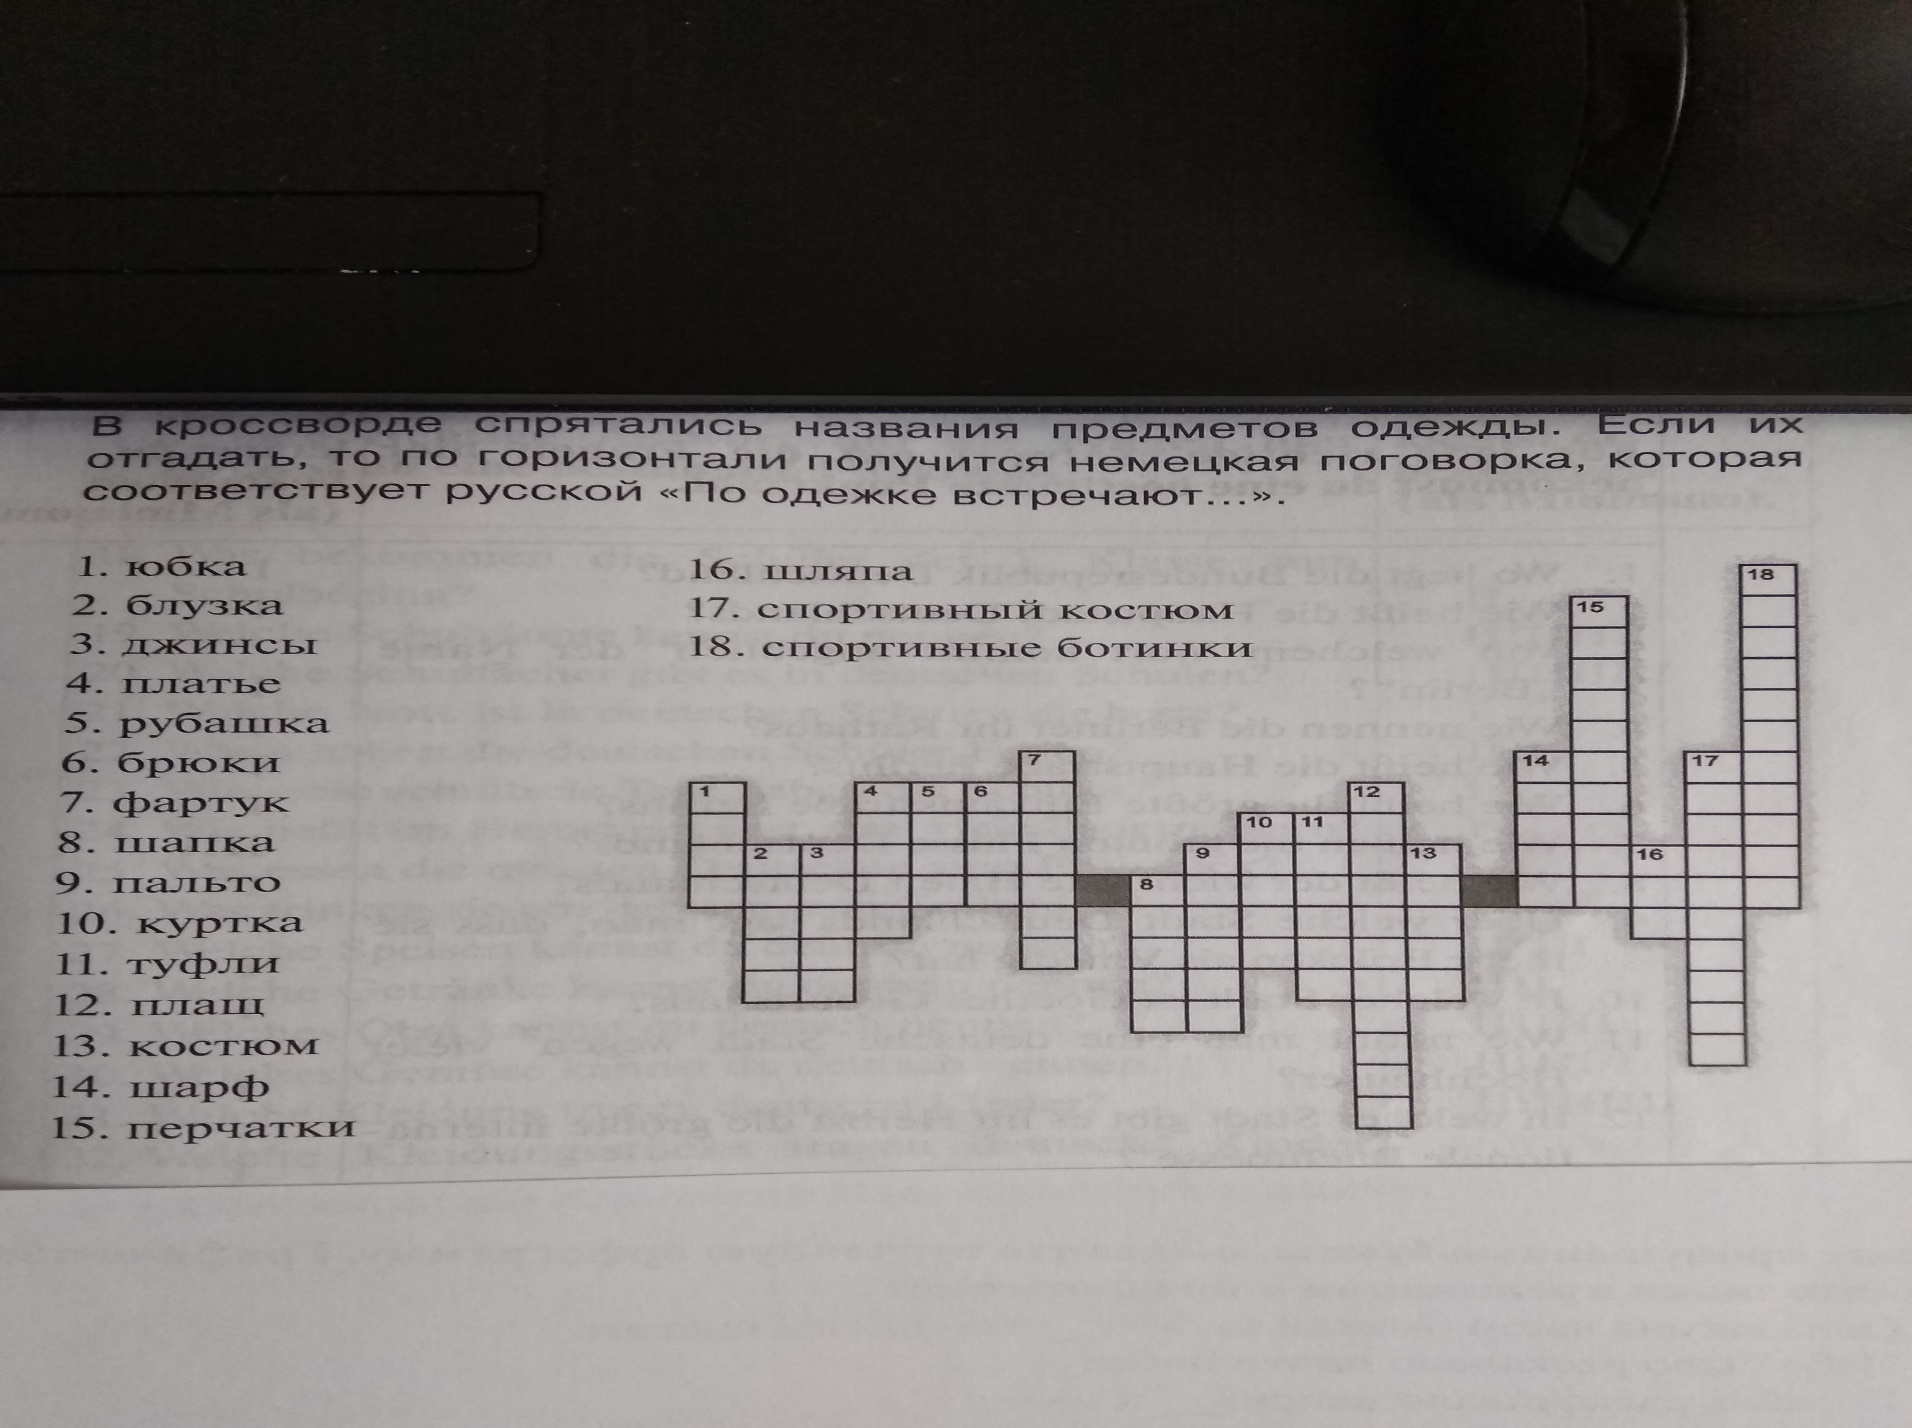 В кроссворде спрятались названия предметов одежды. Если их
отгадать, то по горизонтали получится немецкая поговорка, которая
соответствует русской «По одежке встречают...».
1. юбка
2. блузка
3. джинсы
4. платье
5. рубашка
6. брюки
7. фартук
8. шапка
9. пальто
10. куртка
11. туфли
12. плащ
13. костюм
14. шарф
15. перчатки
16. шляпа
17. спортивный костюм
18. спортивные ботинки
18
15
7
14
17
1
4
5
6
12
10
11
2
3
9
13
16
8